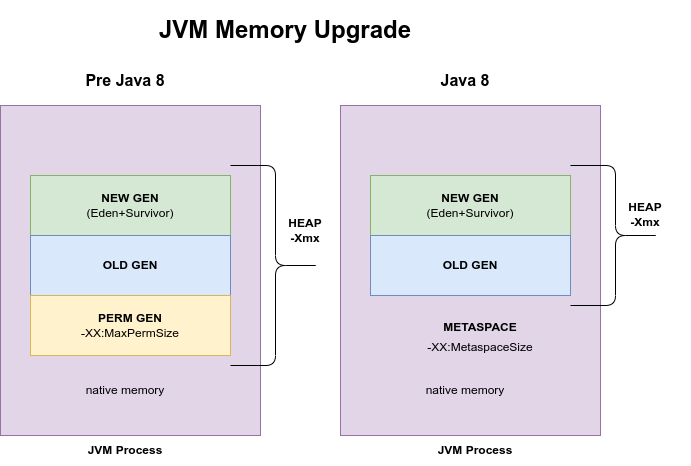 JVM Memory Upgrade
Pre Java 8
NEW GEN
(Eden+Survivor)
OLD GEN
PERM GEN
-XX:MaxPermSize
native memory
JVM Process
HEAP
-Xmx
Java 8
NEW GEN
(Eden+Survivor)
OLD GEN
METASPACE
-XX:MetaspaceSize
native memory
JVM Process
HEAP
-Xmx